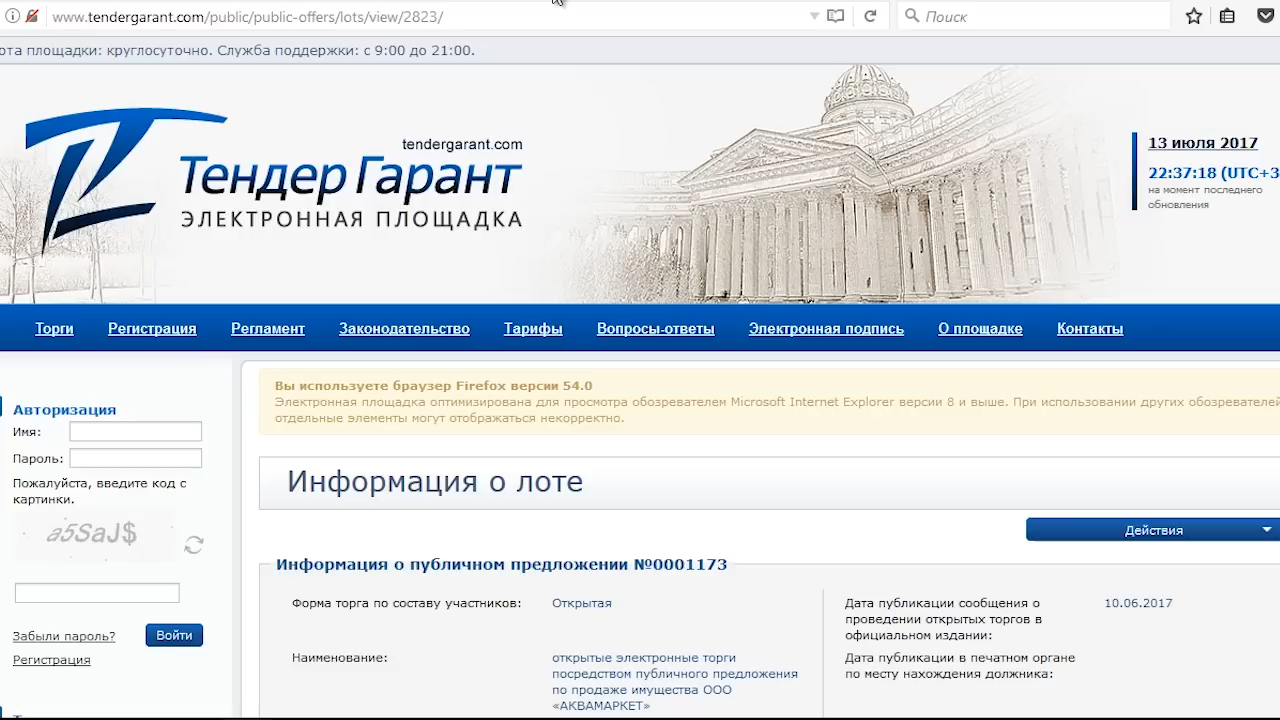 www.tendergarant.com/public/public-offers/lots/view/2823/
Поиск
ота площадки: круглосуточно. Служба поддержки: с 9:00 до 21:00.
tendergarant.com
ТендерГарант
ЭЛЕКТРОННАЯ ПЛОЩАДКА
13 июля 2017
22:37:18 (UTC+3
на момент последнего
обновления
Торги Регистрация Регламент Законодательство Тарифы Вопросы-ответы Электронная подпись О площадке Контакты
Авторизация
Имя:
Пароль:
Пожалуйста, введите код с
картинки.
a5SaJ$
Забыли пароль?
Войти
Регистрация
Вы используете браузер Firefox версии 54.0
Электронная площадка оптимизирована для просмотра обозревателем Microsoft Internet Explorer версии 8 и выше. При использовании других обозревателей
отдельные элементы могут отображаться некорректно.
Информация о лоте
Действия
Информация о публичном предложении №0001173
Форма торга по составу участников: Открытая
Наименование: открытые электронные торги
посредством публичного предложения
по продаже имущества ООО
«АКВАМАРКЕТ»
Дата публикации сообщения о 10.06.2017
проведении открытых торгов в
официальном издании:
Дата публикации в печатном органе
по месту нахождения должника: